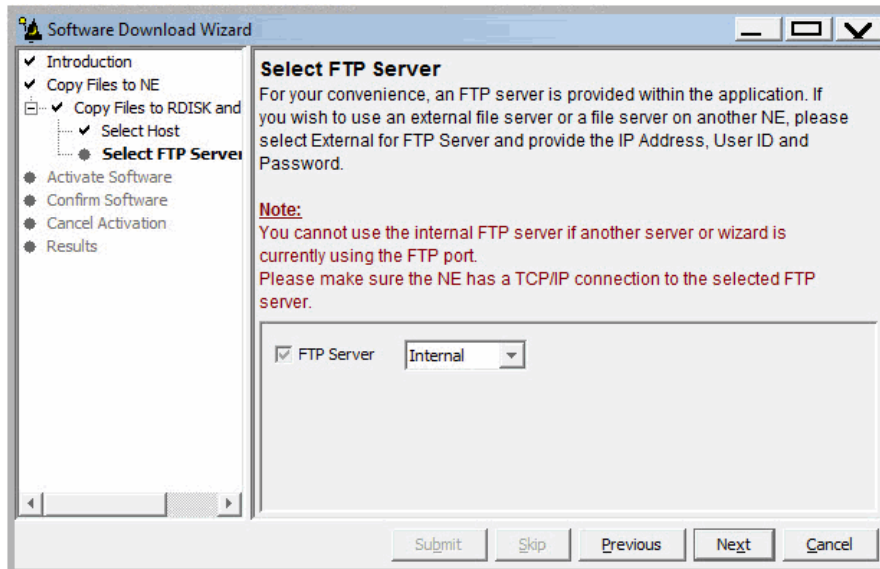 Software Download Wizard
Introduction
Copy Files to NE
Copy Files to RDISK and
Select Host
Select FTP Server
Activate Software
Confirm Software
Cancel Activation
Results
Select FTP Server
For your convenience, an FTP server is provided within the application. If
you wish to use an external file server or a file server on another NE, please
select External for FTP Server and provide the IP Address, User ID and
Password.
Note:
You cannot use the internal FTP server if another server or wizard is
currently using the FTP port.
Please make sure the NE has a TCP/IP connection to the selected FTP
server.
FTP Server Internal
Submit Skip Previous Next Cancel